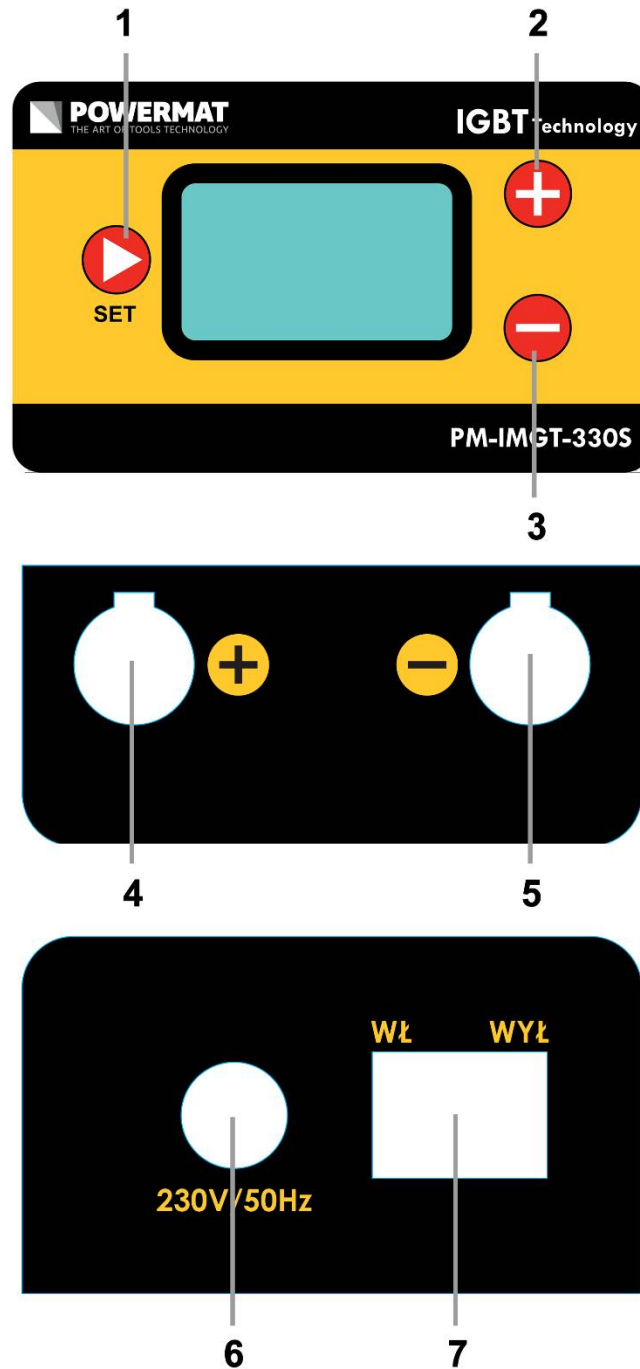 1 2
POWERMAT
THE ART OF TOOLS TECHNOLOGY
IGBT Technology
SET
PM-IMGT-330S
3
4 5
WŁ WYŁ
230V/50Hz
6 7